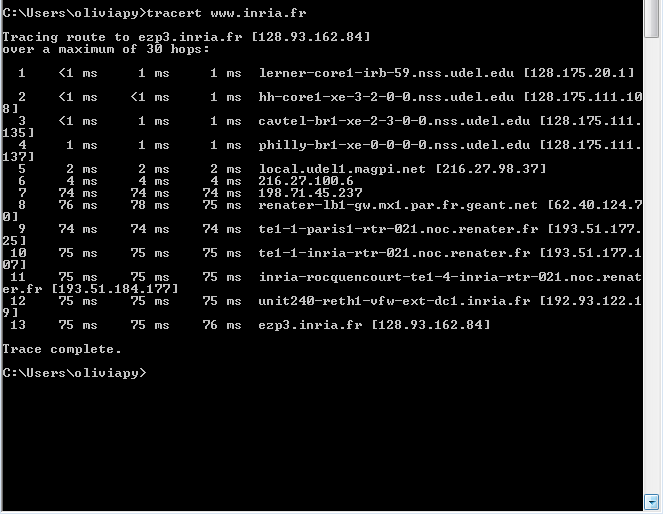 C:\Users\oliviapy>tracert www.inria.fr
Tracing route to ezp3.inria.fr [128.93.162.84]
over a maximum of 30 hops:
1 <1 ms 1 ms 1 ms lerner-core1-irb-59.nss.udel.edu [128.175.20.1]
2 <1 ms <1 ms 1 ms hh-core1-xe-3-2-0-0.nss.udel.edu [128.175.111.10
8]
3 <1 ms 1 ms 1 ms cavtel-br1-xe-2-3-0-0.nss.udel.edu [128.175.111.
135]
4 1 ms 1 ms 1 ms philly-br1-xe-0-0-0-0.nss.udel.edu [128.175.111.
137]
5 2 ms 2 ms 2 ms local.udel1.magpi.net [216.27.98.37]
6 4 ms 4 ms 4 ms 216.27.100.6
7 74 ms 74 ms 74 ms 198.71.45.237
8 76 ms 78 ms 75 ms renater-lb1-gw.mx1.par.fr.geant.net [62.40.124.7
0]
9 74 ms 74 ms 74 ms te1-1-paris1-rtr-021.noc.renater.fr [193.51.177.
25]
10 75 ms 75 ms 75 ms te1-1-inria-rtr-021.noc.renater.fr [193.51.177.1
07]
11 75 ms 75 ms 75 ms inria-rocquencourt-te1-4-inria-rtr-021.noc.renat
er.fr [193.51.184.177]
12 75 ms 75 ms 75 ms unit240-reth1-vfw-ext-dc1.inria.fr [192.93.122.1
9]
13 75 ms 75 ms 76 ms ezp3.inria.fr [128.93.162.84]
Trace complete.
C:\Users\oliviapy>